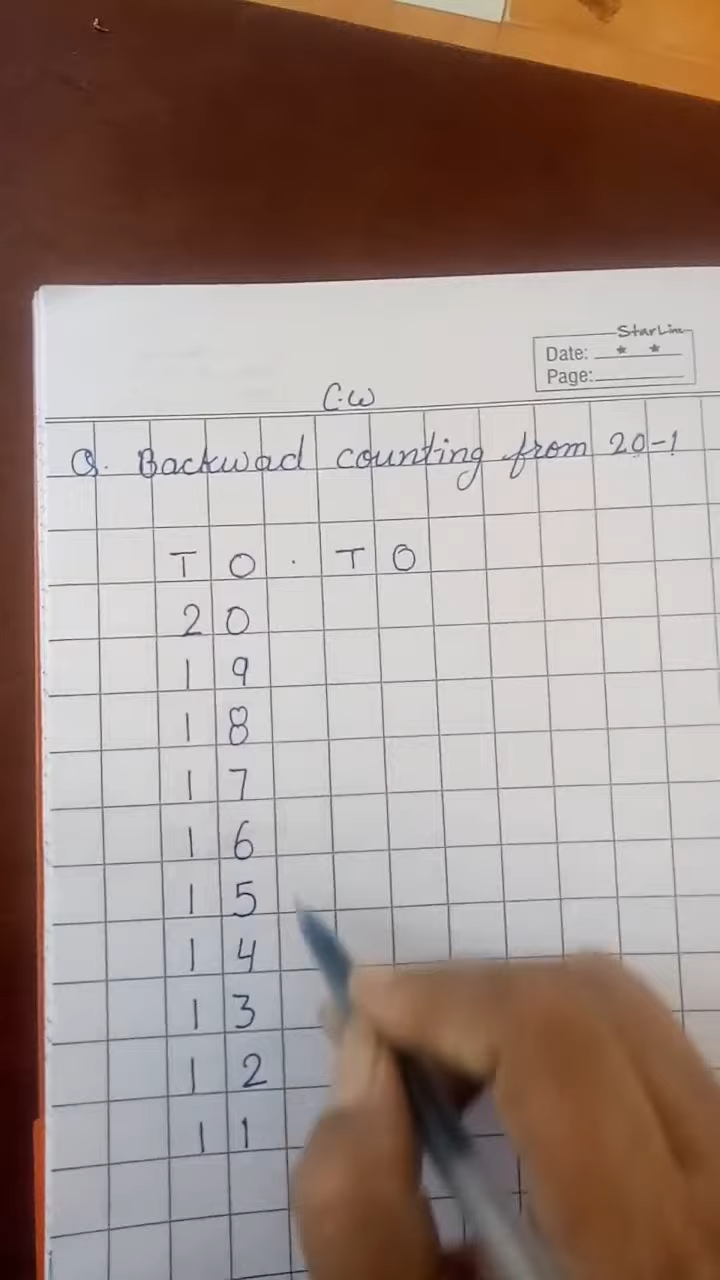 StarLine
Date:
Page:
C.W
Q. Backwad counting from 20-1
T O . T O
2 0
1 9
1 8
1 7
1 6
1 5
1 4
1 3
1 2
1 1